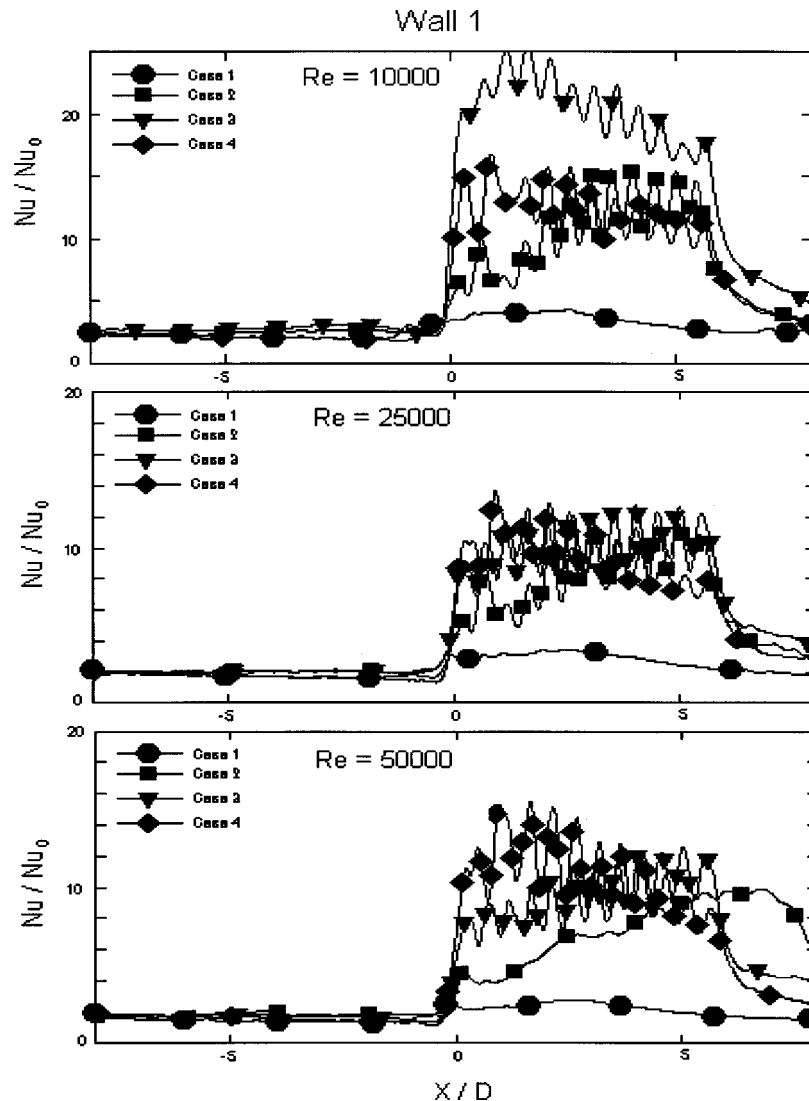 Wall 1
Re = 10000
Case 1
Case 2
Case 3
Case 4
Nu / Nu0
20
10
0
-5
0
5
Re = 25000
Case 1
Case 2
Case 3
Case 4
Nu / Nu0
20
10
0
-5
0
5
Re = 50000
Case 1
Case 2
Case 3
Case 4
Nu / Nu0
20
10
0
-5
0
5
X / D